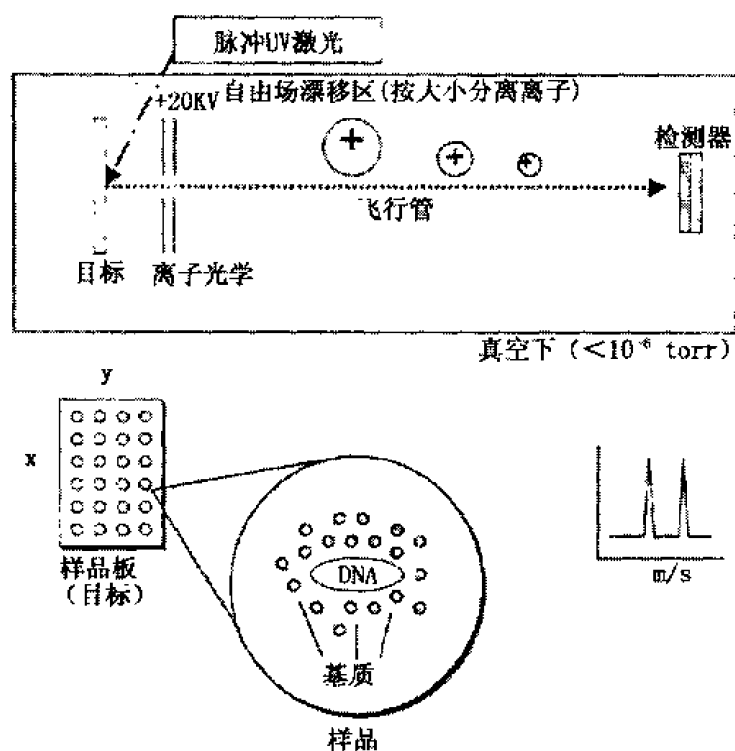 脉冲UV激光
+20KV
自由场漂移区(按大小分离离子)
+
+
+
检测器
飞行管
目标
离子光学
真空下 (<10⁻⁶ torr)
y
x
样品板
(目标)
DNA
基质
样品
m/s